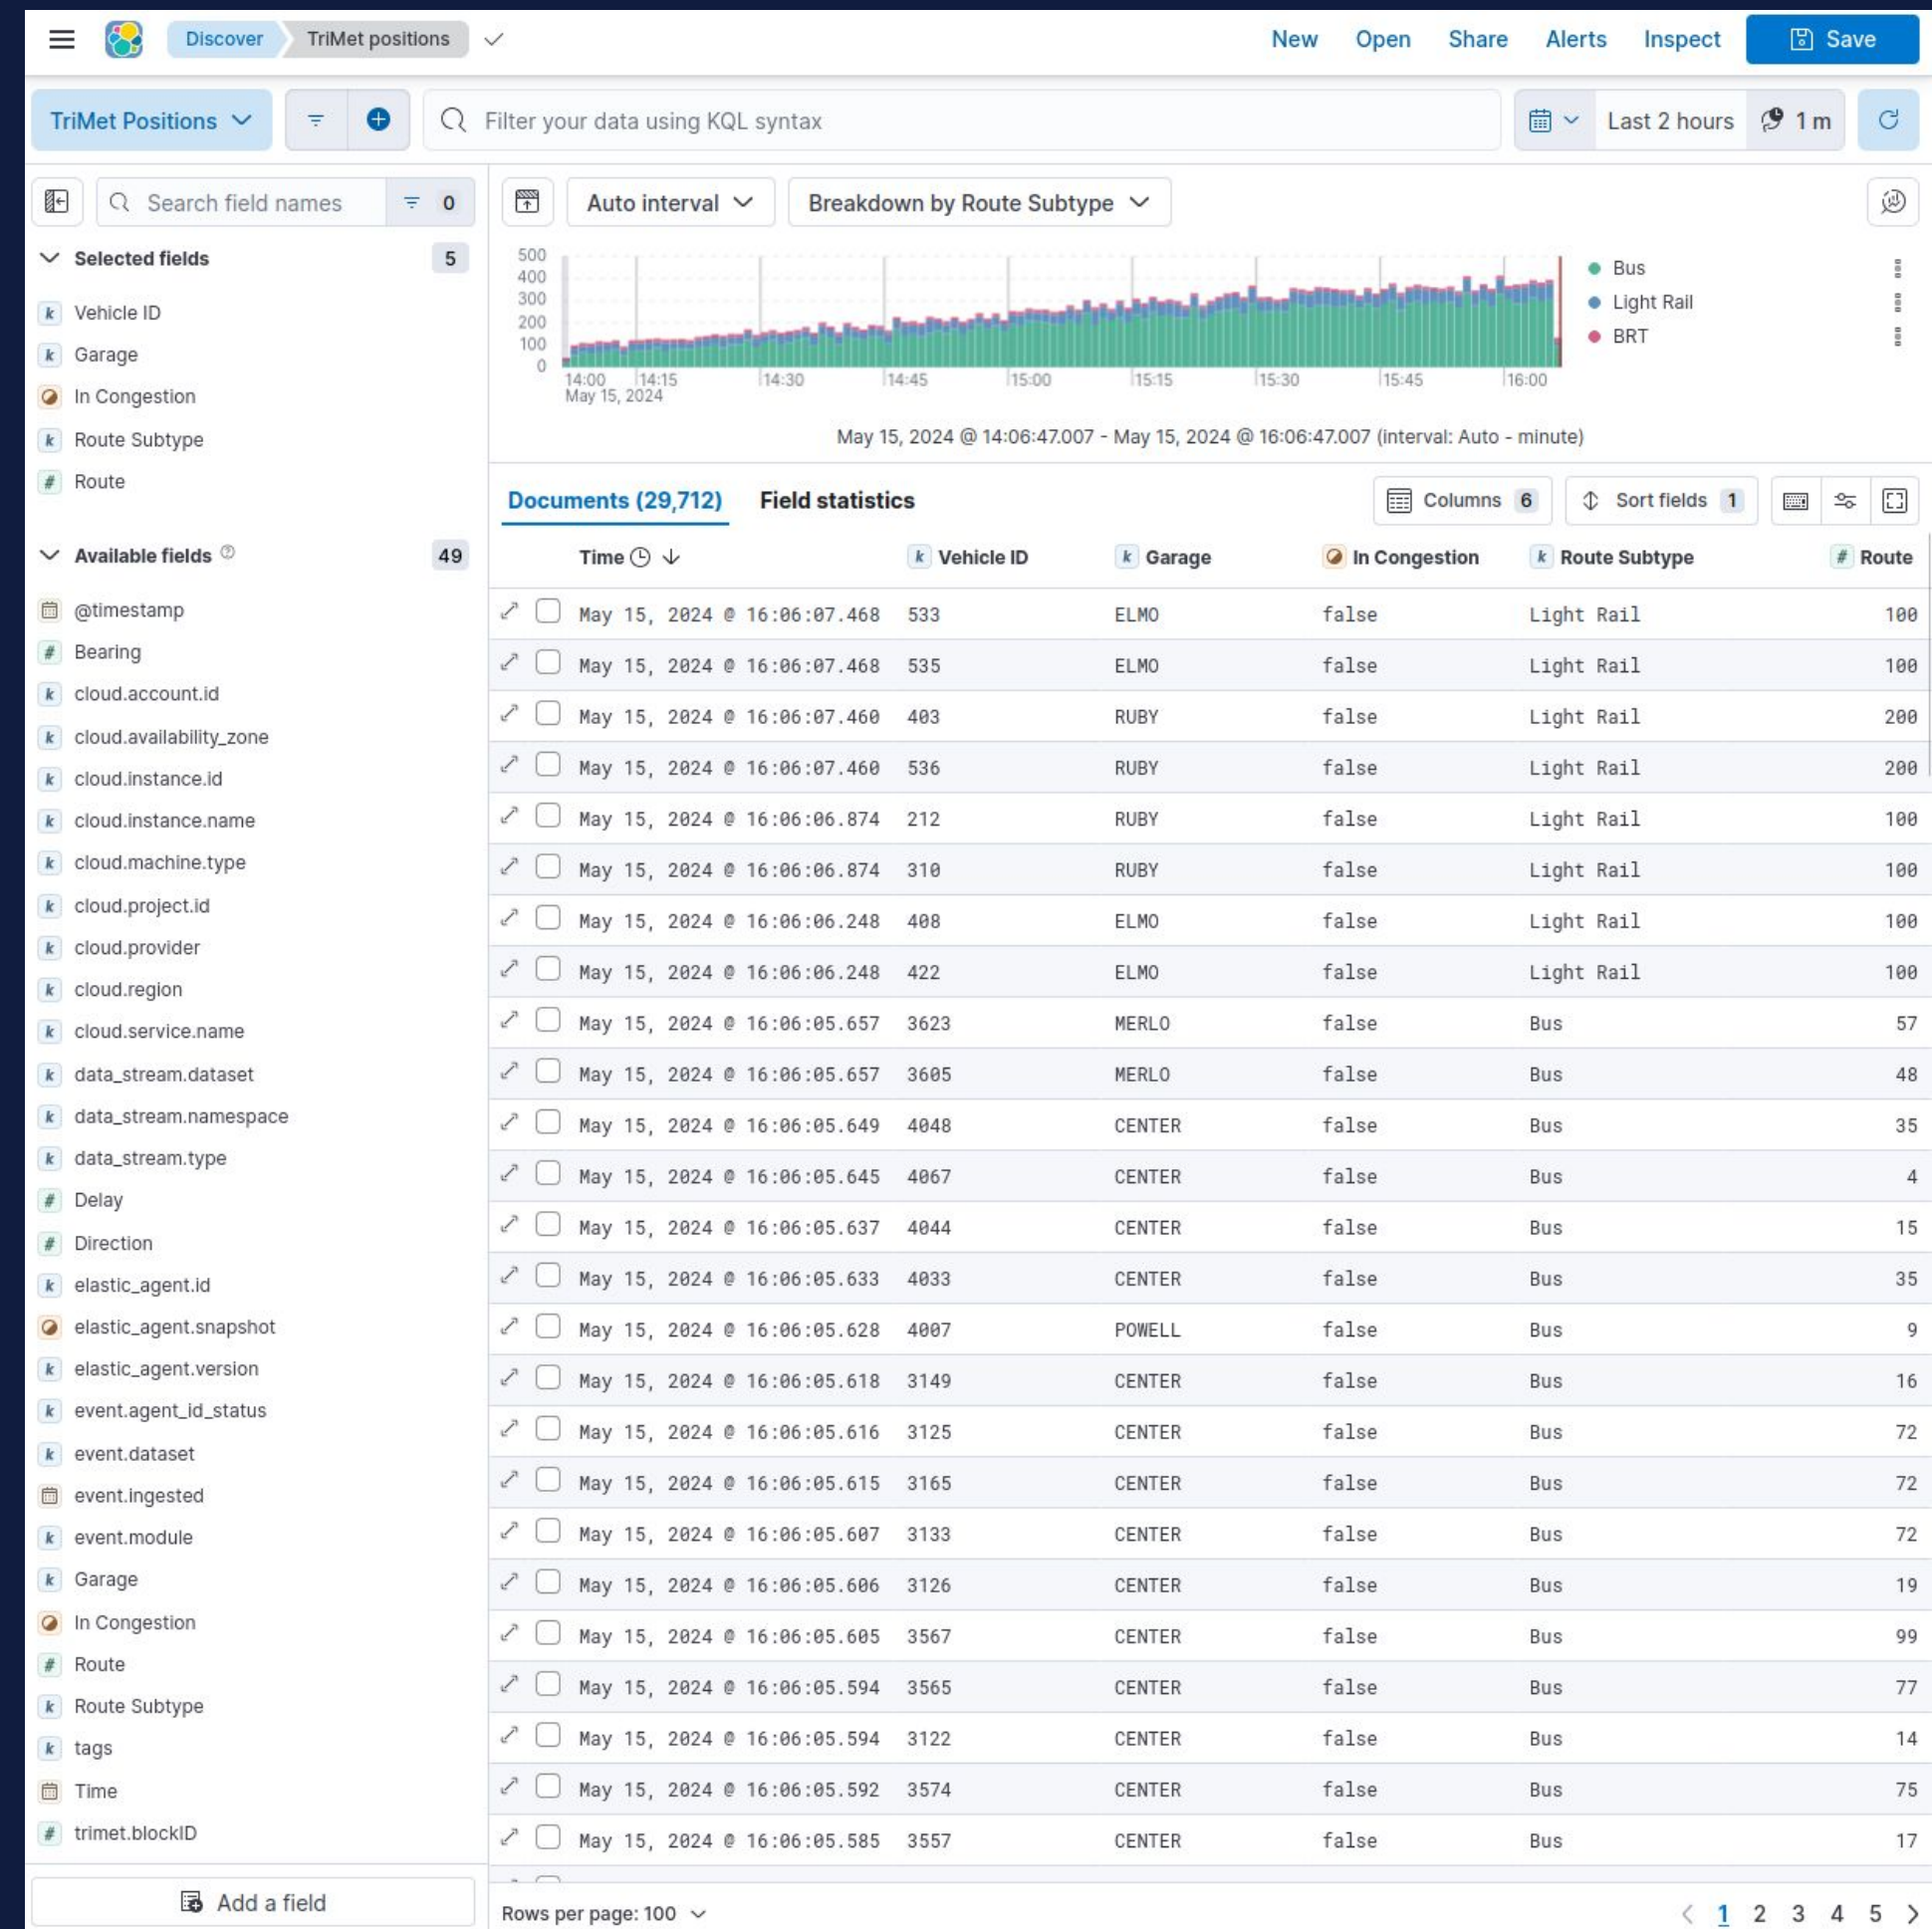 Discover TriMet positions New Open Share Alerts Inspect Save
TriMet Positions Filter your data using KQL syntax Last 2 hours 1 m
Search field names 0
Selected fields 5
k Vehicle ID
k Garage
In Congestion
k Route Subtype
# Route
Available fields 49
@timestamp
# Bearing
k cloud.account.id
k cloud.availability_zone
k cloud.instance.id
k cloud.instance.name
k cloud.machine.type
k cloud.project.id
k cloud.provider
k cloud.region
k cloud.service.name
k data_stream.dataset
k data_stream.namespace
k data_stream.type
# Delay
# Direction
k elastic_agent.id
elastic_agent.snapshot
k elastic_agent.version
k event.agent_id_status
k event.dataset
event.ingested
k event.module
k Garage
In Congestion
# Route
k Route Subtype
k tags
Time
# trimet.blockID
Add a field
Auto interval Breakdown by Route Subtype
500
400
300
200
100
0
14:00 14:15 14:30 14:45 15:00 15:15 15:30 15:45 16:00
May 15, 2024
Bus
Light Rail
BRT
May 15, 2024 @ 14:06:47.007 - May 15, 2024 @ 16:06:47.007 (interval: Auto - minute)
Documents (29,712) Field statistics Columns 6 Sort fields 1
Time k Vehicle ID k Garage In Congestion k Route Subtype # Route
May 15, 2024 @ 16:06:07.468 533 ELMO false Light Rail 100
May 15, 2024 @ 16:06:07.468 535 ELMO false Light Rail 100
May 15, 2024 @ 16:06:07.460 403 RUBY false Light Rail 200
May 15, 2024 @ 16:06:07.460 536 RUBY false Light Rail 200
May 15, 2024 @ 16:06:06.874 212 RUBY false Light Rail 100
May 15, 2024 @ 16:06:06.874 310 RUBY false Light Rail 100
May 15, 2024 @ 16:06:06.248 408 ELMO false Light Rail 100
May 15, 2024 @ 16:06:06.248 422 ELMO false Light Rail 100
May 15, 2024 @ 16:06:05.657 3623 MERLO false Bus 57
May 15, 2024 @ 16:06:05.657 3605 MERLO false Bus 48
May 15, 2024 @ 16:06:05.649 4048 CENTER false Bus 35
May 15, 2024 @ 16:06:05.645 4067 CENTER false Bus 4
May 15, 2024 @ 16:06:05.637 4044 CENTER false Bus 15
May 15, 2024 @ 16:06:05.633 4033 CENTER false Bus 35
May 15, 2024 @ 16:06:05.628 4007 POWELL false Bus 9
May 15, 2024 @ 16:06:05.618 3149 CENTER false Bus 16
May 15, 2024 @ 16:06:05.616 3125 CENTER false Bus 72
May 15, 2024 @ 16:06:05.615 3165 CENTER false Bus 72
May 15, 2024 @ 16:06:05.607 3133 CENTER false Bus 72
May 15, 2024 @ 16:06:05.606 3126 CENTER false Bus 19
May 15, 2024 @ 16:06:05.605 3567 CENTER false Bus 99
May 15, 2024 @ 16:06:05.594 3565 CENTER false Bus 77
May 15, 2024 @ 16:06:05.594 3122 CENTER false Bus 14
May 15, 2024 @ 16:06:05.592 3574 CENTER false Bus 75
May 15, 2024 @ 16:06:05.585 3557 CENTER false Bus 17
Rows per page: 100 1 2 3 4 5